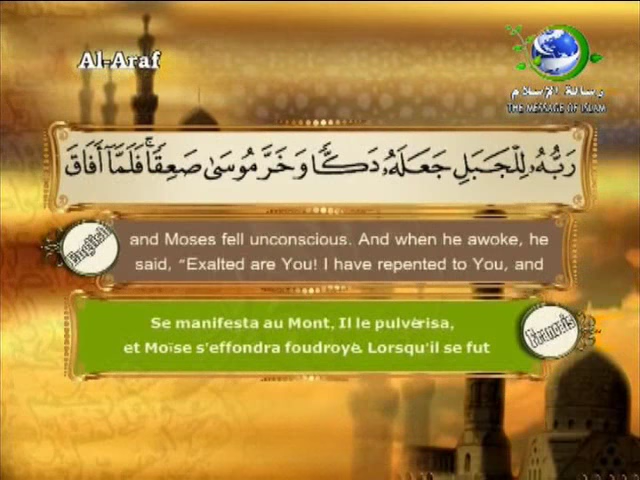 Al-Araf
رسالة الإسلام
THE MESSAGE OF ISLAM
رَبُّهُۥ لِلْجَبَلِ جَعَلَهُۥ دَكًّا وَخَرَّ مُوسَىٰ صَعِقًا ۚ فَلَمَّآ أَفَاقَ
English
and Moses fell unconscious. And when he awoke, he
said, “Exalted are You! I have repented to You, and
Se manifesta au Mont, Il le pulvérisa,
et Moïse s'effondra foudroyé. Lorsqu'il se fut
Français